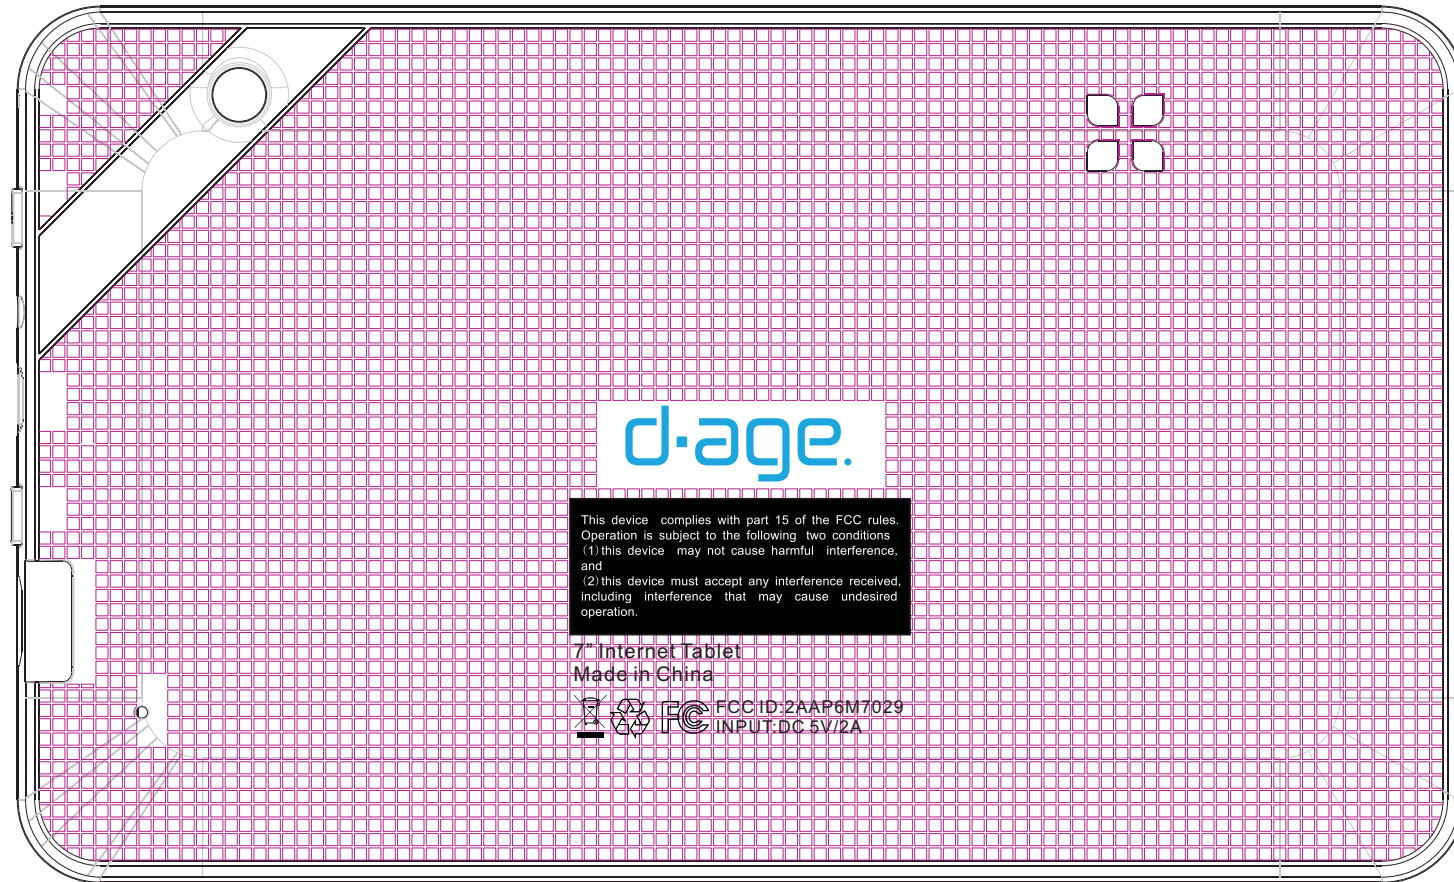 d·age.
This device complies with part 15 of the FCC rules.
Operation is subject to the following two conditions
(1)this device may not cause harmful interference,
and
(2)this device must accept any interference received,
including interference that may cause undesired
operation.
7" Internet Tablet
Made in China
FC FCC ID:2AAP6M7029
INPUT:DC 5V/2A